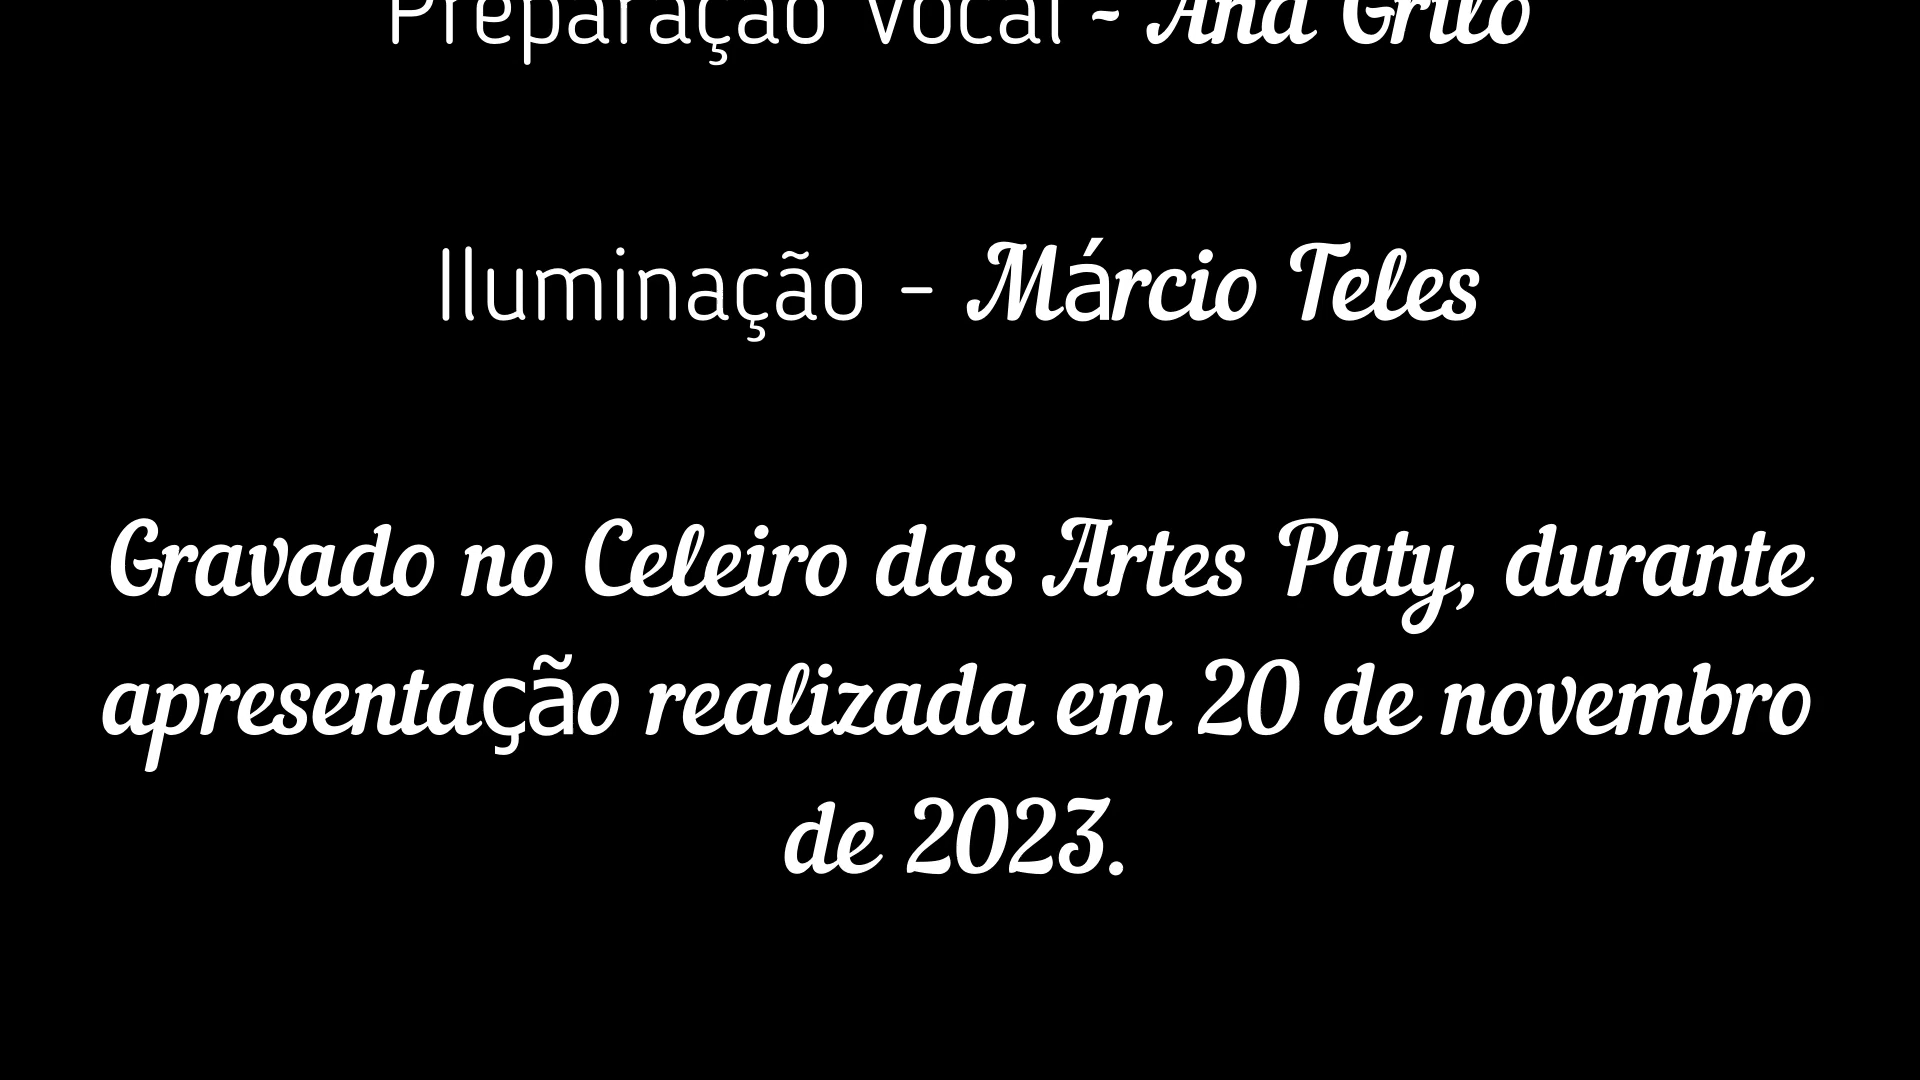 Preparação Vocal - Ana Grilo
Iluminação - Márcio Teles
Gravado no Celeiro das Artes Paty, durante
apresentação realizada em 20 de novembro
de 2023.